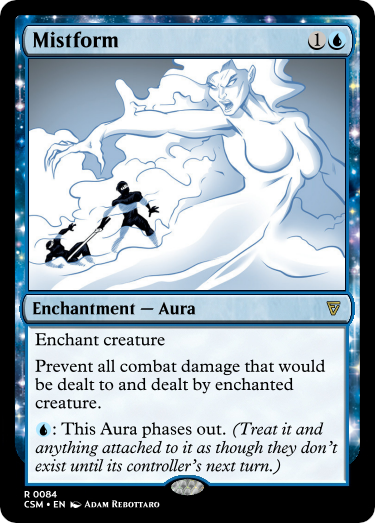 Mistform 1
Enchantment — Aura
Enchant creature
Prevent all combat damage that would
be dealt to and dealt by enchanted
creature.
: This Aura phases out. (Treat it and
anything attached to it as though they don't
exist until its controller's next turn.)
R 0084
CSM • EN Adam Rebottaro